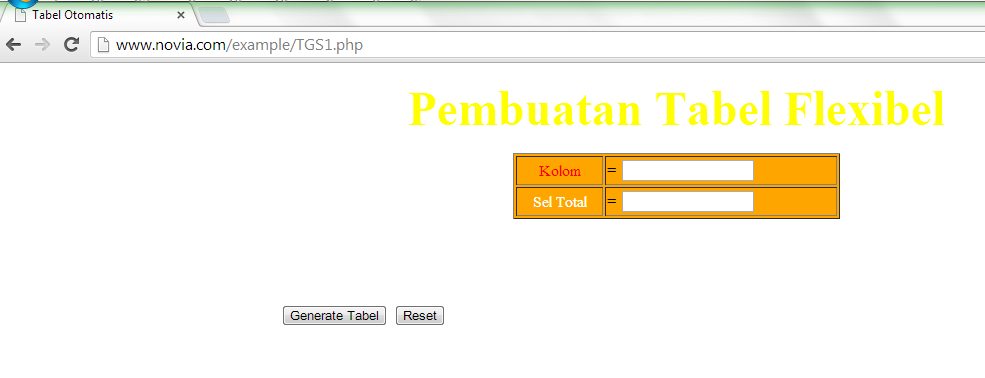 Tabel Otomatis
www.novia.com/example/TGS1.php
Pembuatan Tabel Flexibel
Kolom =
Sel Total =
Generate Tabel Reset